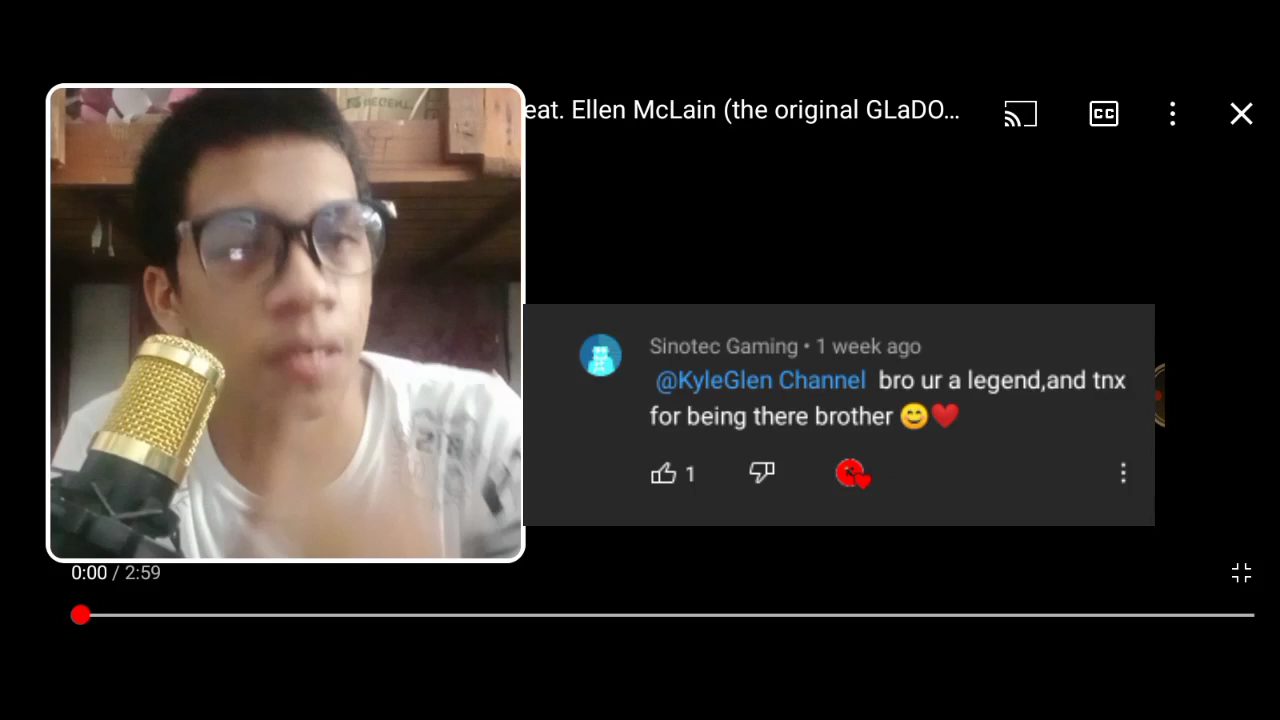 eat. Ellen McLain (the original GLaDO...
CC
Sinotec Gaming • 1 week ago
@KyleGlen Channel bro ur a legend,and tnx
for being there brother 😊❤️
1
0:00 / 2:59